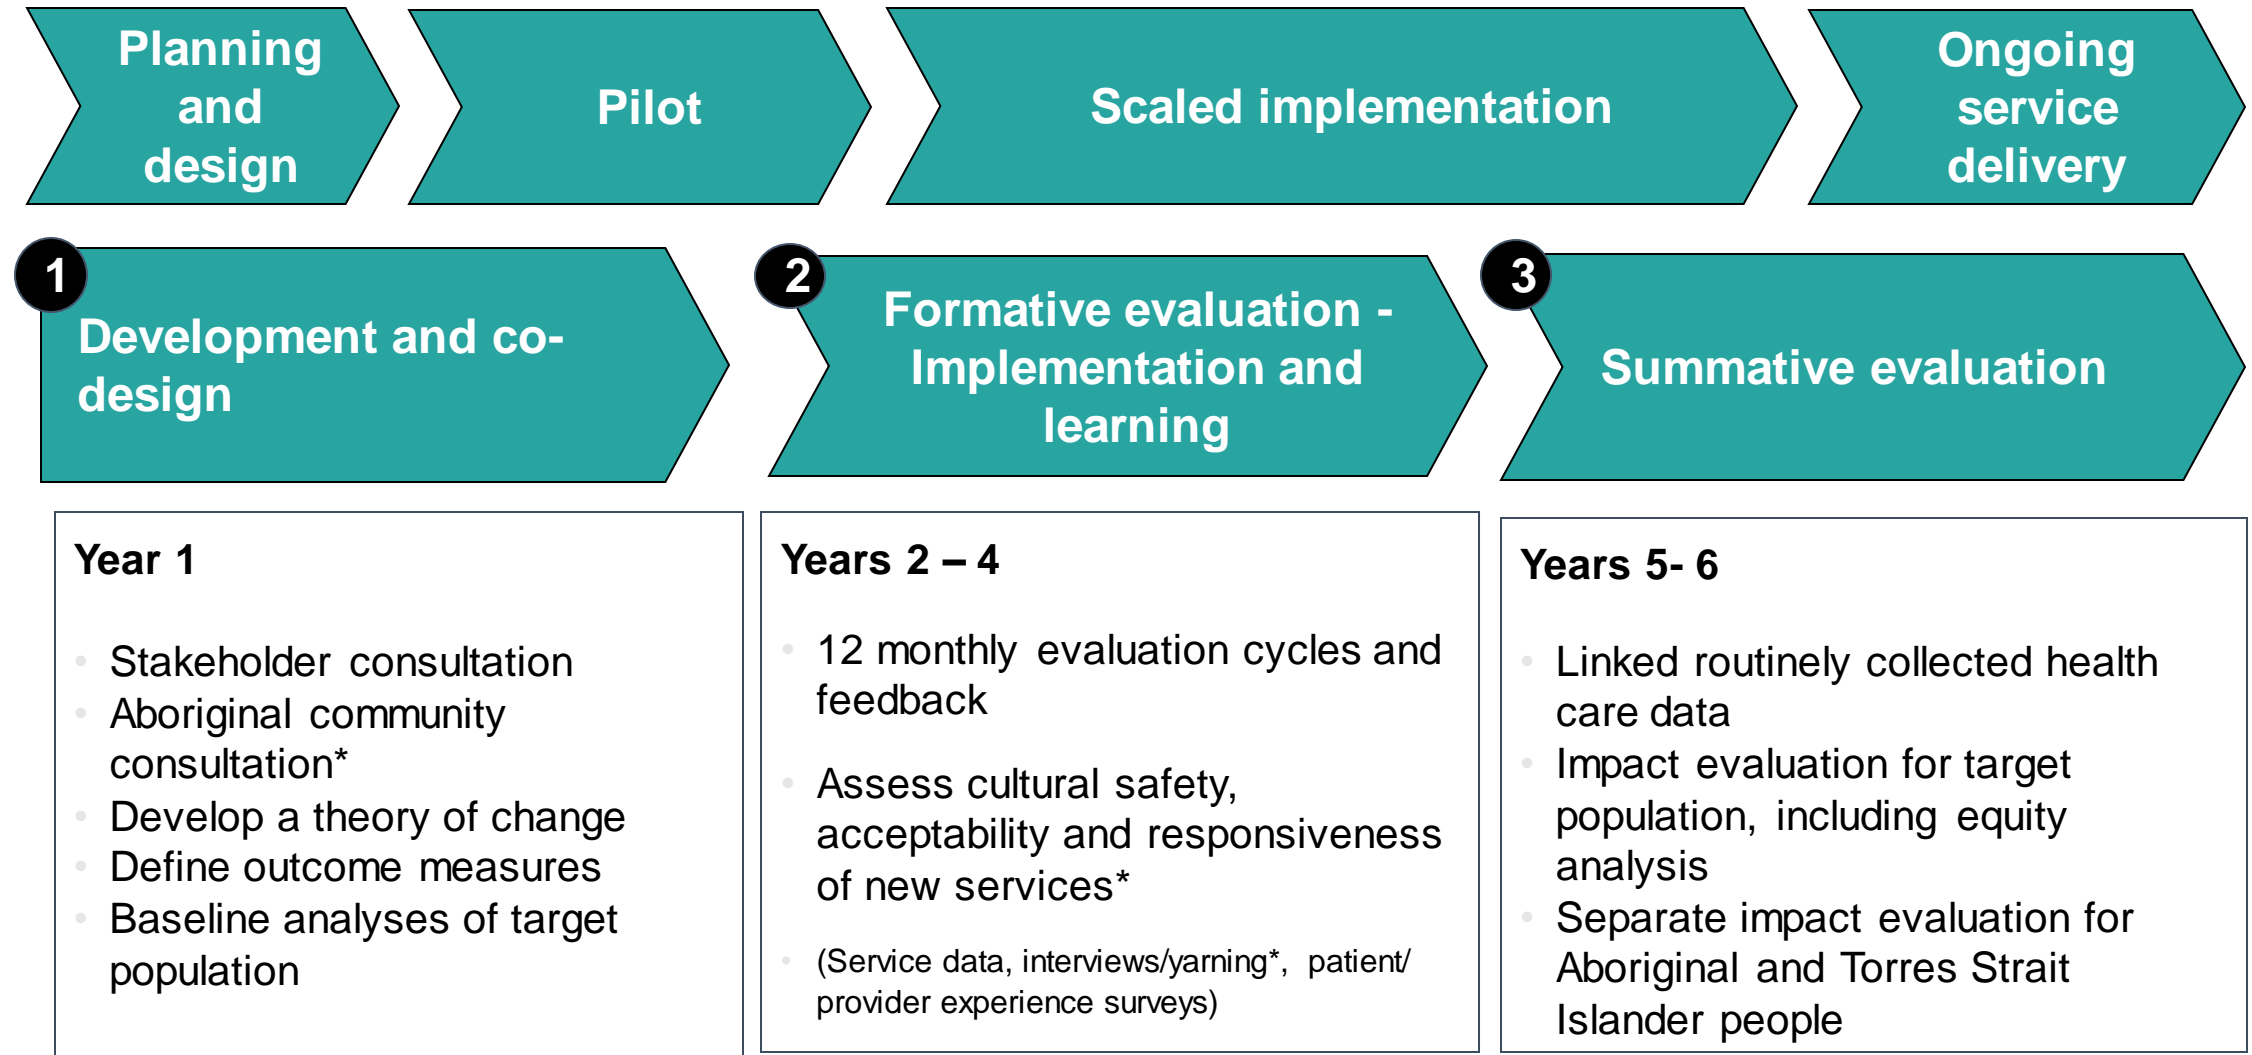 Planning
and
design
Pilot
Scaled implementation
Ongoing
service
delivery
1
Development and co-
design
2
Formative evaluation -
Implementation and
learning
3
Summative evaluation
Year 1
• Stakeholder consultation
• Aboriginal community
consultation*
• Develop a theory of change
• Define outcome measures
• Baseline analyses of target
population
Years 2 – 4
• 12 monthly evaluation cycles and
feedback
• Assess cultural safety,
acceptability and responsiveness
of new services*
• (Service data, interviews/yarning*, patient/
provider experience surveys)
Years 5- 6
• Linked routinely collected health
care data
• Impact evaluation for target
population, including equity
analysis
• Separate impact evaluation for
Aboriginal and Torres Strait
Islander people